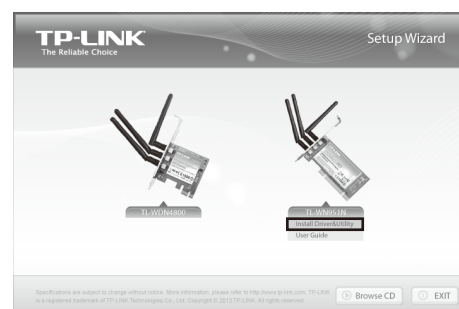 TP-LINK
The Reliable Choice
Setup Wizard
TL-WDN4800
TL-WN951N
Install Driver&Utility
User Guide
Specifications are subject to change without notice. More information, please refer to http://www.tp-link.com. TP-LINK
is a registered trademark of TP-LINK Technologies Co., Ltd. Copyright © 2012 TP-LINK. All rights reserved.
Browse CD
EXIT